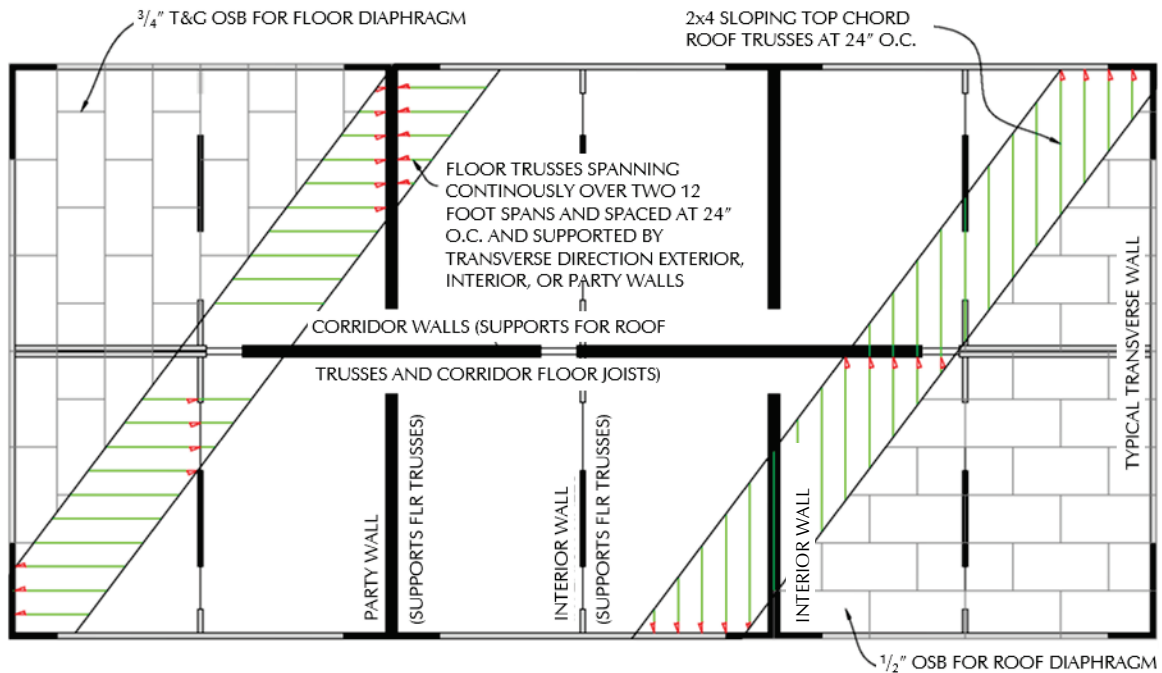 3/4" T&G OSB FOR FLOOR DIAPHRAGM
2x4 SLOPING TOP CHORD
ROOF TRUSSES AT 24" O.C.
FLOOR TRUSSES SPANNING
CONTINOUSLY OVER TWO 12
FOOT SPANS AND SPACED AT 24"
O.C. AND SUPPORTED BY
TRANSVERSE DIRECTION EXTERIOR,
INTERIOR, OR PARTY WALLS
CORRIDOR WALLS (SUPPORTS FOR ROOF
TRUSSES AND CORRIDOR FLOOR JOISTS)
PARTY WALL
(SUPPORTS FLR TRUSSES)
INTERIOR WALL
(SUPPORTS FLR TRUSSES)
INTERIOR WALL
TYPICAL TRANSVERSE WALL
1/2" OSB FOR ROOF DIAPHRAGM